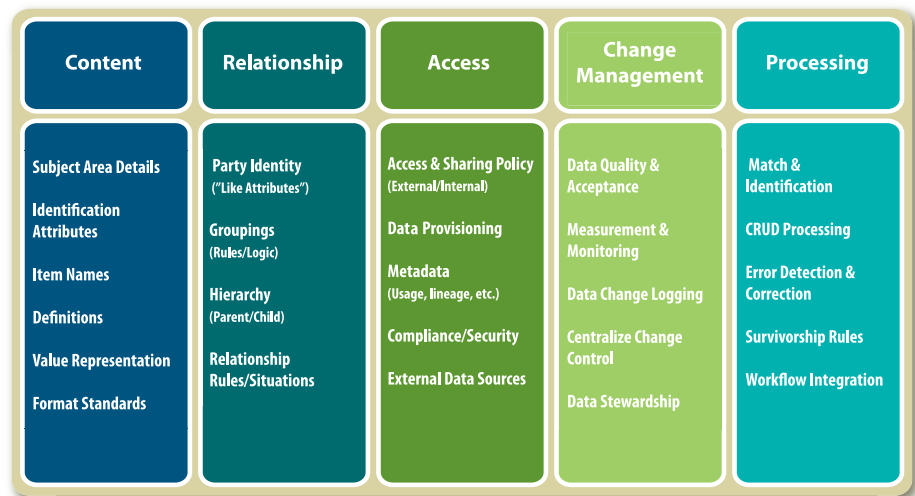 Content
Relationship
Access
Change
Management
Processing
Subject Area Details
Identification
Attributes
Item Names
Definitions
Value Representation
Format Standards
Party Identity
("Like Attributes")
Groupings
(Rules/Logic)
Hierarchy
(Parent/Child)
Relationship
Rules/Situations
Access & Sharing Policy
(External/Internal)
Data Provisioning
Metadata
(Usage, lineage, etc.)
Compliance/Security
External Data Sources
Data Quality &
Acceptance
Measurement &
Monitoring
Data Change Logging
Centralize Change
Control
Data Stewardship
Match &
Identification
CRUD Processing
Error Detection &
Correction
Survivorship Rules
Workflow Integration